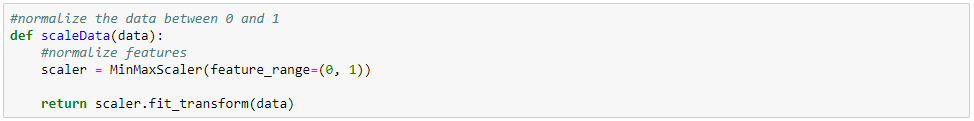 #normalize the data between 0 and 1
def scaleData(data):
    #normalize features
    scaler = MinMaxScaler(feature_range=(0, 1))
    return scaler.fit_transform(data)